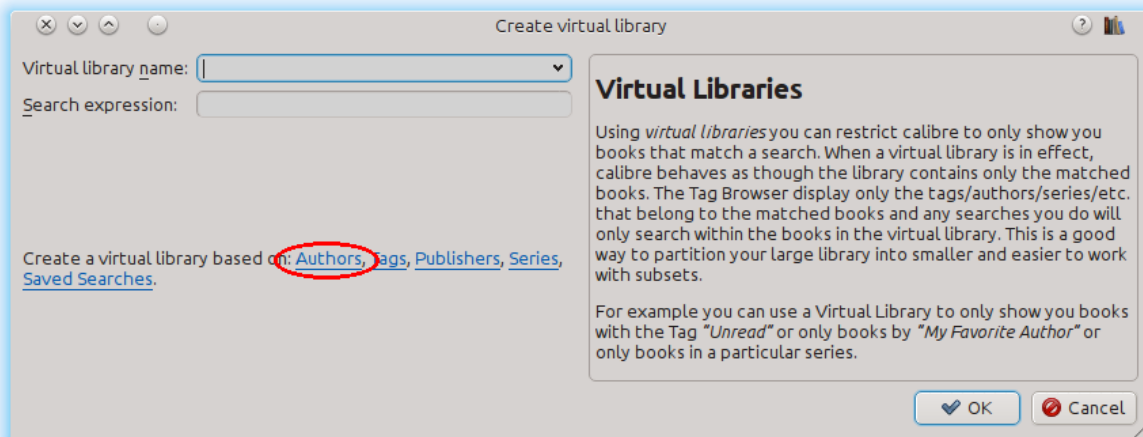 Create virtual library
Virtual library name:
Search expression:
Create a virtual library based on: Authors, Tags, Publishers, Series,
Saved Searches.
Virtual Libraries
Using virtual libraries you can restrict calibre to only show you
books that match a search. When a virtual library is in effect,
calibre behaves as though the library contains only the matched
books. The Tag Browser display only the tags/authors/series/etc.
that belong to the matched books and any searches you do will
only search within the books in the virtual library. This is a good
way to partition your large library into smaller and easier to work
with subsets.
For example you can use a Virtual Library to only show you books
with the Tag "Unread" or only books by "My Favorite Author" or
only books in a particular series.
OK
Cancel